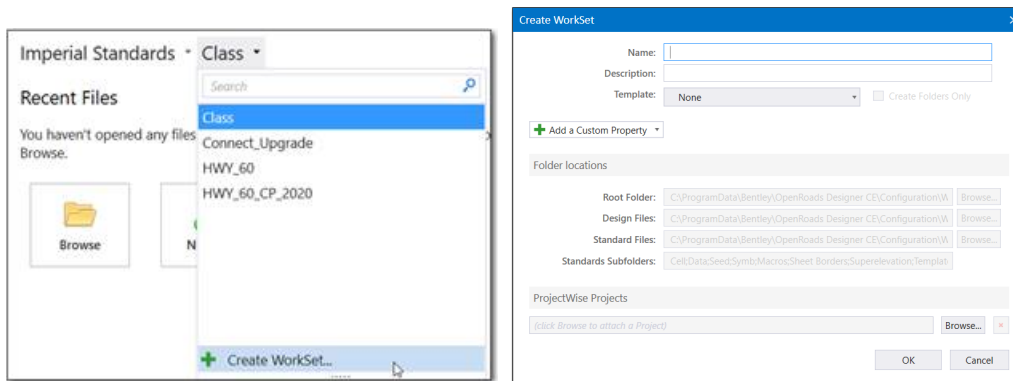 Imperial Standards Class
Search
Recent Files
Class
You haven't opened any files
Browse.
Connect_Upgrade
HWY_60
HWY_60_CP_2020
Browse
N
Create WorkSet...
Create WorkSet
Name:
Description:
Template: None Create Folders Only
Add a Custom Property
Folder locations
Root Folder: C:\ProgramData\Bentley\OpenRoads Designer CE\Configuration\W Browse...
Design Files: C:\ProgramData\Bentley\OpenRoads Designer CE\Configuration\W Browse...
Standard Files: C:\ProgramData\Bentley\OpenRoads Designer CE\Configuration\W Browse...
Standards Subfolders: Cell;Data;Seed;Symb;Macros;Sheet Borders;Superelevation;Templat
ProjectWise Projects
(click Browse to attach a Project) Browse...
OK Cancel